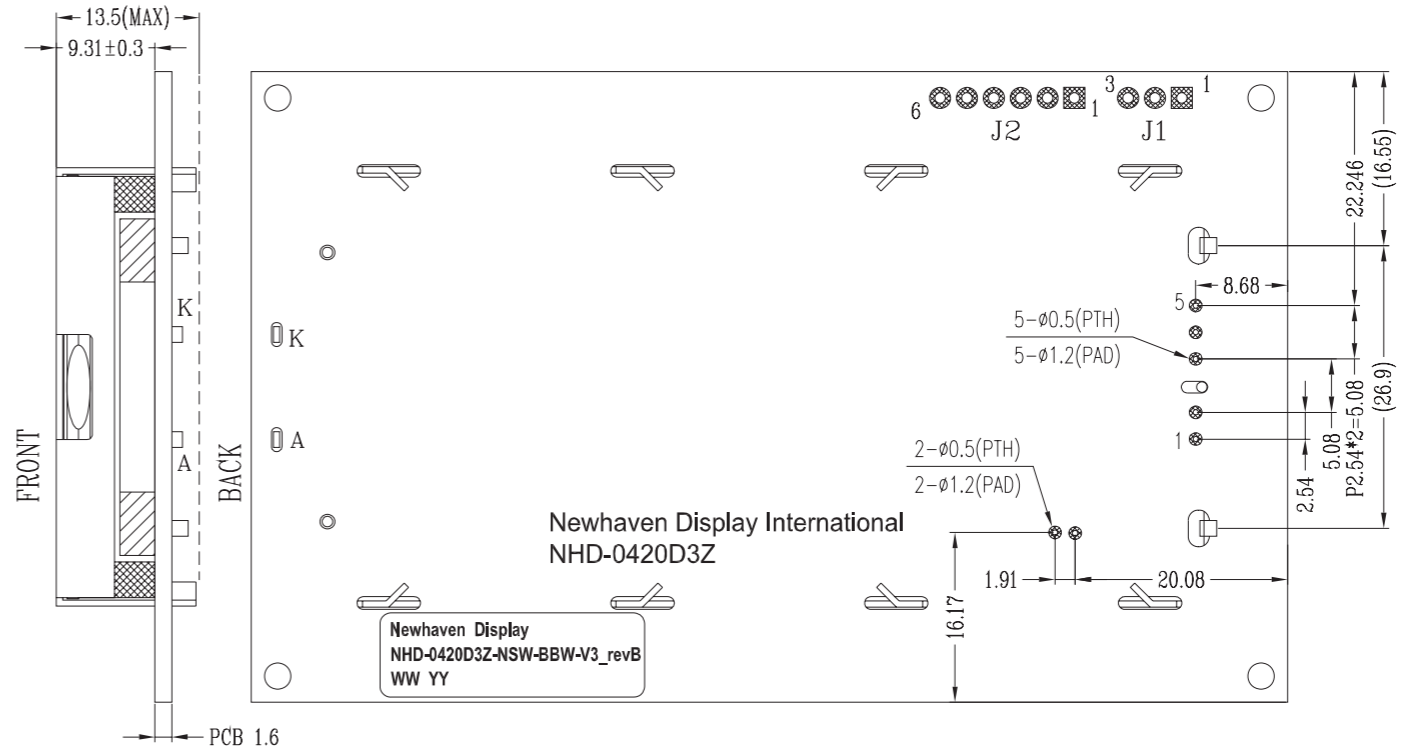 13.5(MAX)
9.31±0.3
6
J2
1
3
J1
1
22.246
(16.55)
8.68
K
K
5
5-ø0.5(PTH)
5-ø1.2(PAD)
A
A
1
2.54
5.08
P2.54*2=5.08
(26.9)
FRONT
BACK
2-ø0.5(PTH)
2-ø1.2(PAD)
Newhaven Display International
NHD-0420D3Z
1.91
20.08
16.17
Newhaven Display
NHD-0420D3Z-NSW-BBW-V3_revB
WW YY
PCB 1.6